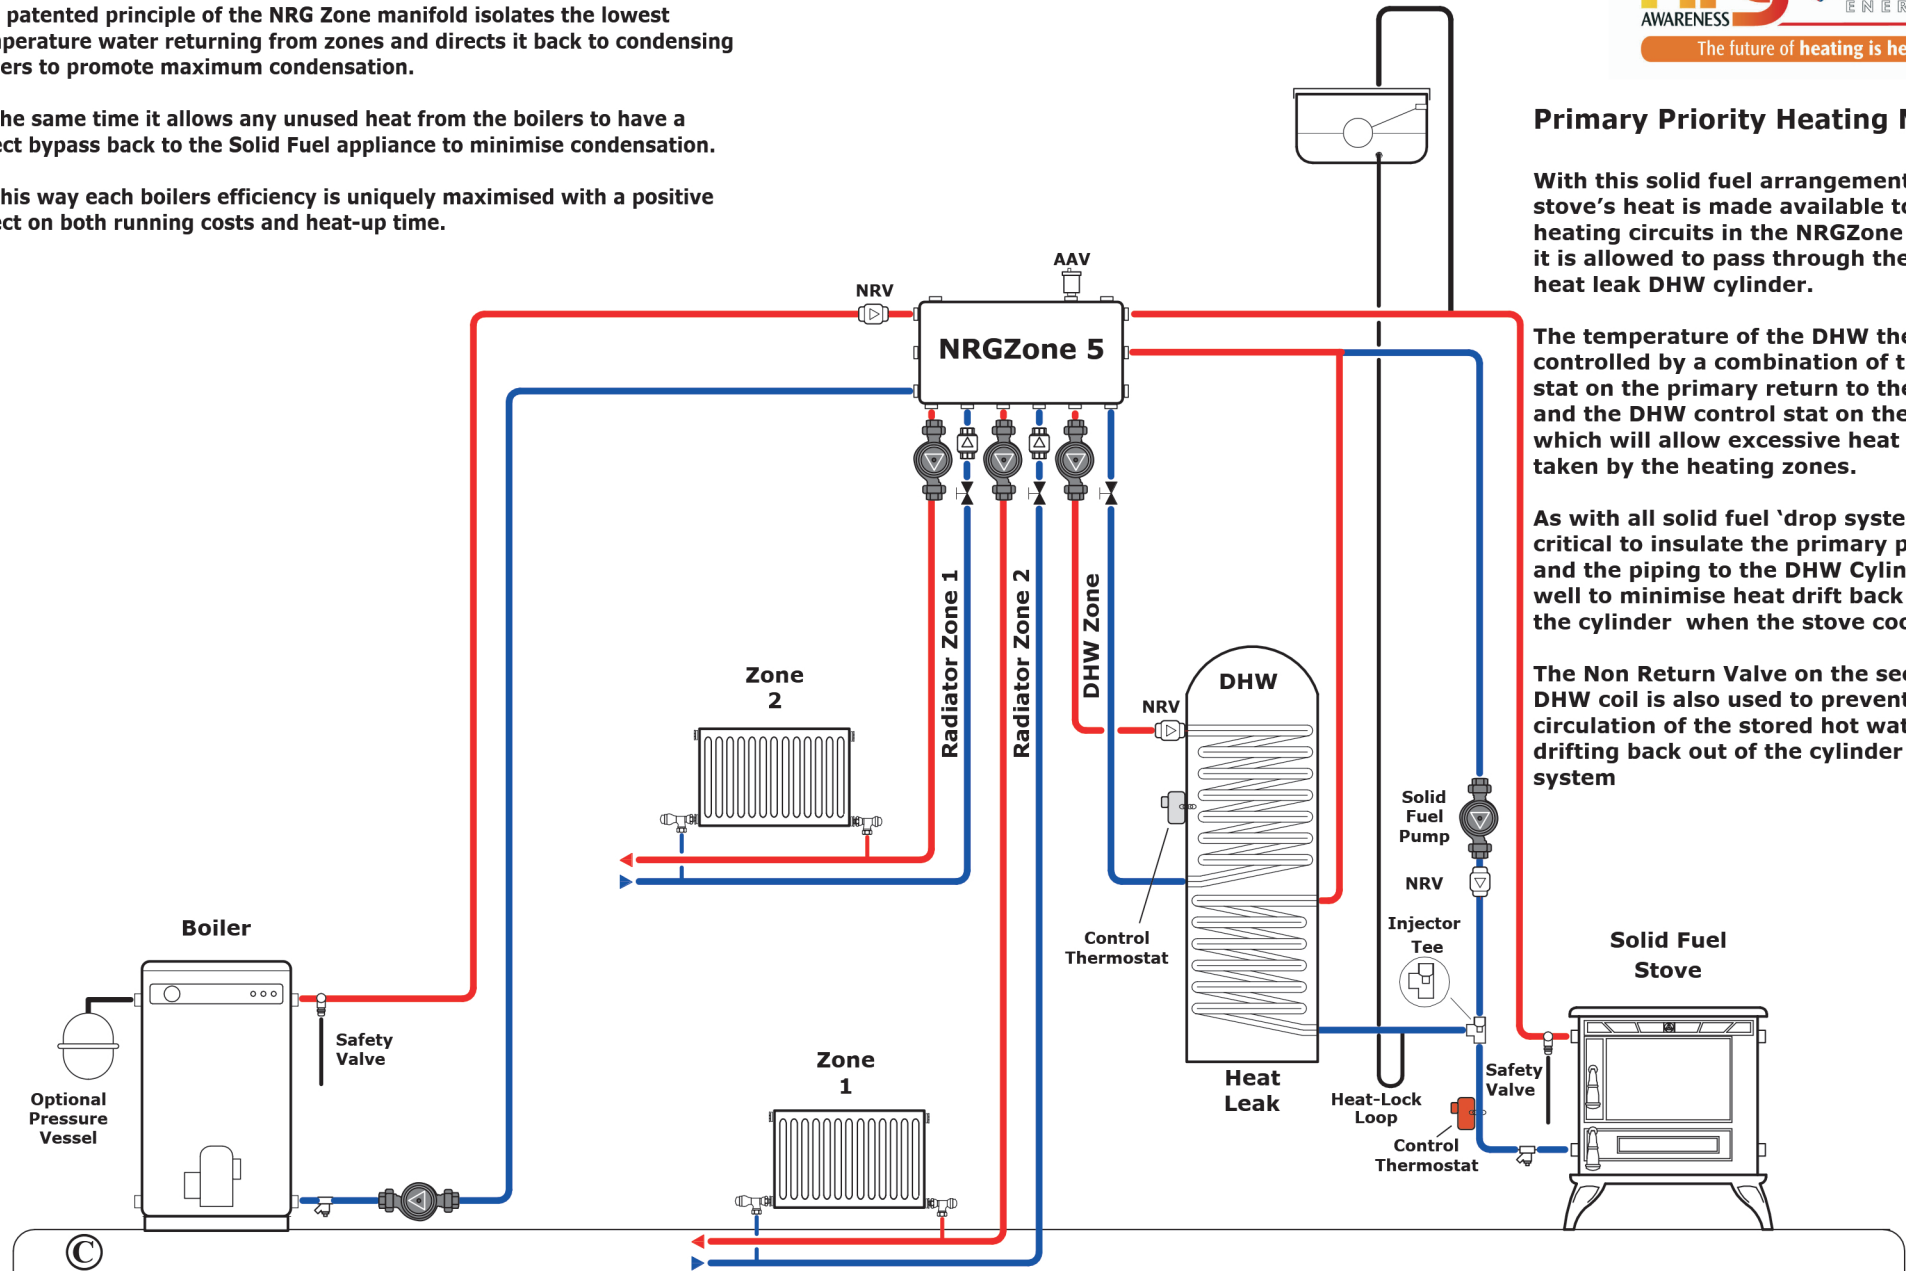 patented principle of the NRG Zone manifold isolates the lowest
perature water returning from zones and directs it back to condensing
ers to promote maximum condensation.
he same time it allows any unused heat from the boilers to have a
ect bypass back to the Solid Fuel appliance to minimise condensation.
his way each boilers efficiency is uniquely maximised with a positive
ect on both running costs and heat-up time.
AWARENESS
ENER
The future of heating is he
Primary Priority Heating
With this solid fuel arrangement
stove's heat is made available to
heating circuits in the NRGZone
it is allowed to pass through the
heat leak DHW cylinder.
The temperature of the DHW the
controlled by a combination of t
stat on the primary return to the
and the DHW control stat on the
which will allow excessive heat
taken by the heating zones.
As with all solid fuel ‘drop syste
critical to insulate the primary p
and the piping to the DHW Cylin
well to minimise heat drift back
the cylinder when the stove coo
The Non Return Valve on the sec
DHW coil is also used to prevent
circulation of the stored hot wat
drifting back out of the cylinder
system
AAV
NRV
NRGZone 5
Radiator Zone 1
Radiator Zone 2
DHW Zone
Zone
2
NRV
DHW
Control
Thermostat
Heat
Leak
Solid
Fuel
Pump
NRV
Injector
Tee
Heat-Lock
Loop
Control
Thermostat
Safety
Valve
Solid Fuel
Stove
Boiler
Safety
Valve
Optional
Pressure
Vessel
Zone
1
©